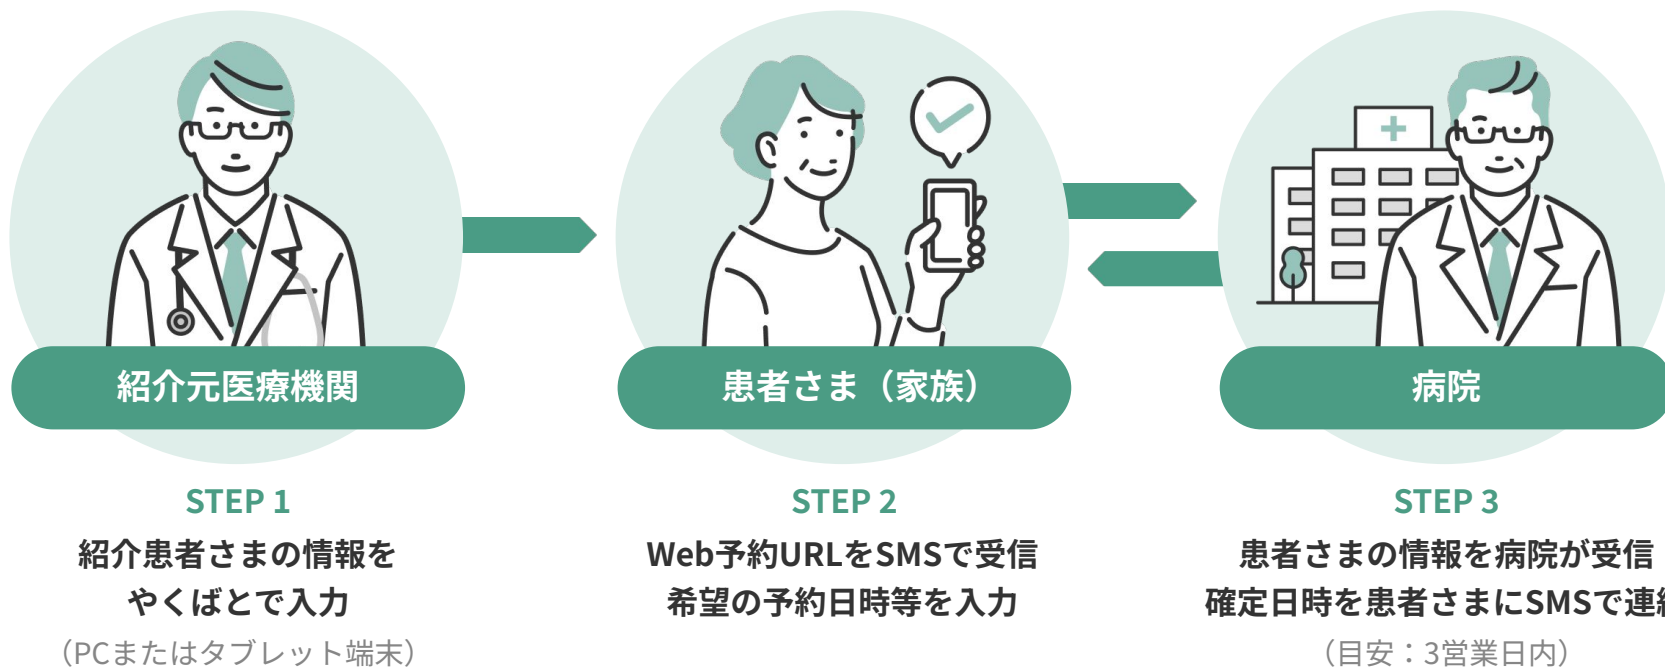 紹介元医療機関
患者さま（家族）
病院
STEP 1
紹介患者さまの情報を
やくばとで入力
（PCまたはタブレット端末）
STEP 2
Web予約URLをSMSで受信
希望の予約日時等を入力
STEP 3
患者さまの情報を病院が受信
確定日時を患者さまにSMSで連絡
（目安：3営業日内）